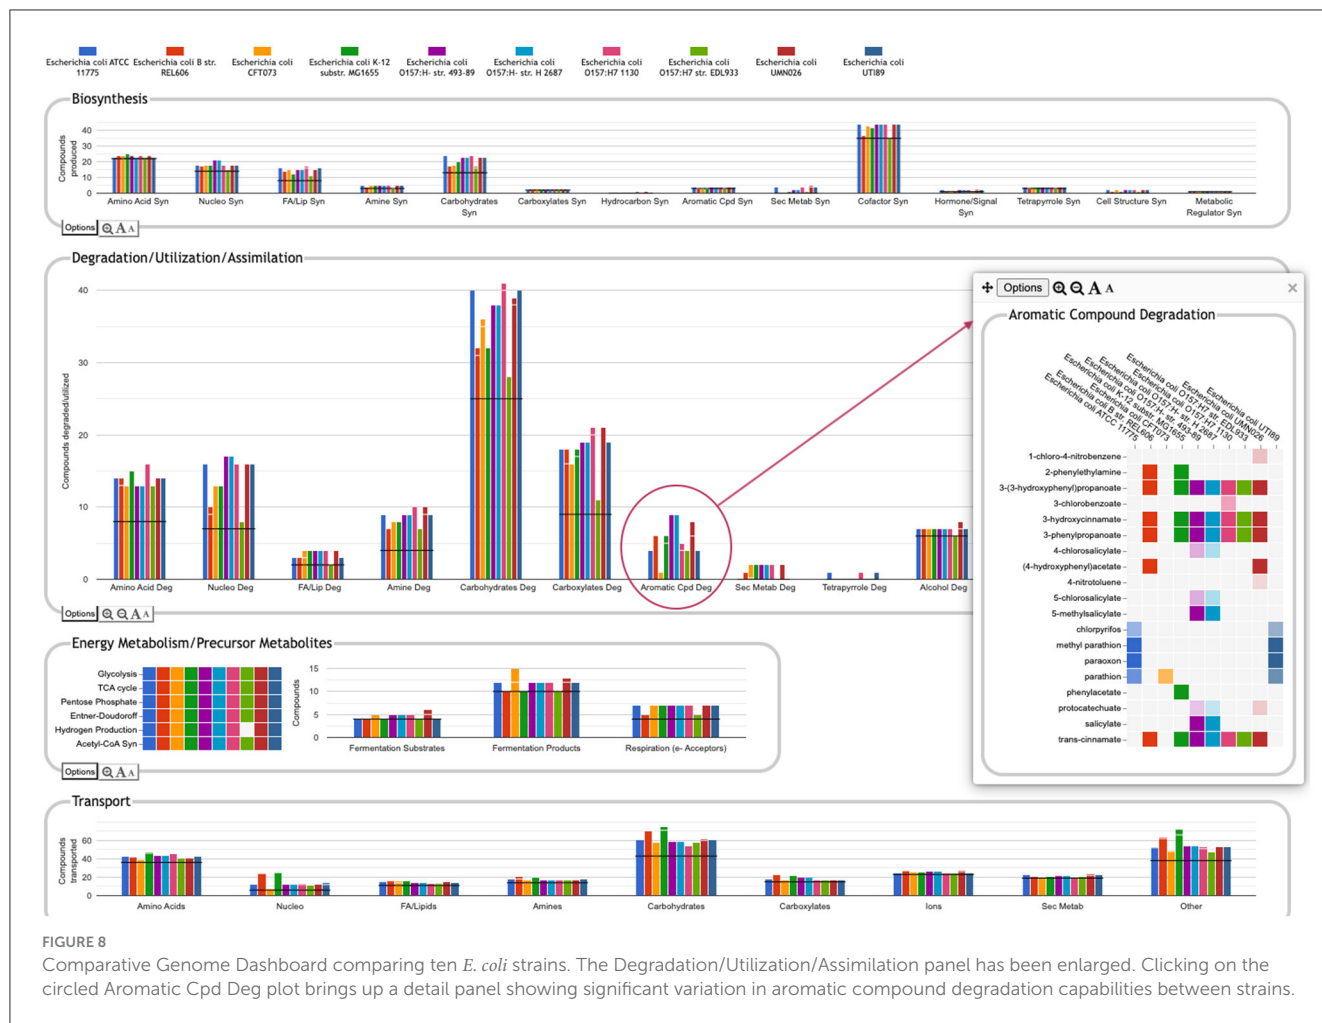 Escherichia coli ATCC 11775
Escherichia coli B str. REL606
Escherichia coli CFT073
Escherichia coli K-12 substr. MG1655
Escherichia coli O157:H- str. 493-89
Escherichia coli O157:H- str. H 2687
Escherichia coli O157:H7 1130
Escherichia coli O157:H7 str. EDL933
Escherichia coli UMN026
Escherichia coli UTI89
Biosynthesis
Compounds produced
40
30
20
10
0
Amino Acid Syn
Nucleo Syn
FA/Lip Syn
Amine Syn
Carbohydrates Syn
Carboxylates Syn
Hydrocarbon Syn
Aromatic Cpd Syn
Sec Metab Syn
Cofactor Syn
Hormone/Signal Syn
Tetrapyrrole Syn
Cell Structure Syn
Metabolic Regulator Syn
Options A A
Degradation/Utilization/Assimilation
Compounds degraded/utilized
40
30
20
10
0
Amino Acid Deg
Nucleo Deg
FA/Lip Deg
Amine Deg
Carbohydrates Deg
Carboxylates Deg
Aromatic Cpd Deg
Sec Metab Deg
Tetrapyrrole Deg
Alcohol Deg
Options A A
Options A A ×
Aromatic Compound Degradation
Escherichia coli ATCC 11775
Escherichia coli B str. REL606
Escherichia coli CFT073
Escherichia coli K-12 substr. MG1655
Escherichia coli O157:H- str. 493-89
Escherichia coli O157:H- str. H 2687
Escherichia coli O157:H7 1130
Escherichia coli O157:H7 str. EDL933
Escherichia coli UMN026
Escherichia coli UTI89
1-chloro-4-nitrobenzene
2-phenylethylamine
3-(3-hydroxyphenyl)propanoate
3-chlorobenzoate
3-hydroxycinnamate
3-phenylpropanoate
4-chlorosalicylate
(4-hydroxyphenyl)acetate
4-nitrotoluene
5-chlorosalicylate
5-methylsalicylate
chlorpyrifos
methyl parathion
paraoxon
parathion
phenylacetate
protocatechuate
salicylate
trans-cinnamate
Energy Metabolism/Precursor Metabolites
Glycolysis
TCA cycle
Pentose Phosphate
Entner-Doudoroff
Hydrogen Production
Acetyl-CoA Syn
Compounds
15
10
5
0
Fermentation Substrates
Fermentation Products
Respiration (e- Acceptors)
Options A A
Transport
Compounds transported
60
40
20
0
Amino Acids
Nucleo
FA/Lipids
Amines
Carbohydrates
Carboxylates
Ions
Sec Metab
Other
FIGURE 8
Comparative Genome Dashboard comparing ten E. coli strains. The Degradation/Utilization/Assimilation panel has been enlarged. Clicking on the
circled Aromatic Cpd Deg plot brings up a detail panel showing significant variation in aromatic compound degradation capabilities between strains.